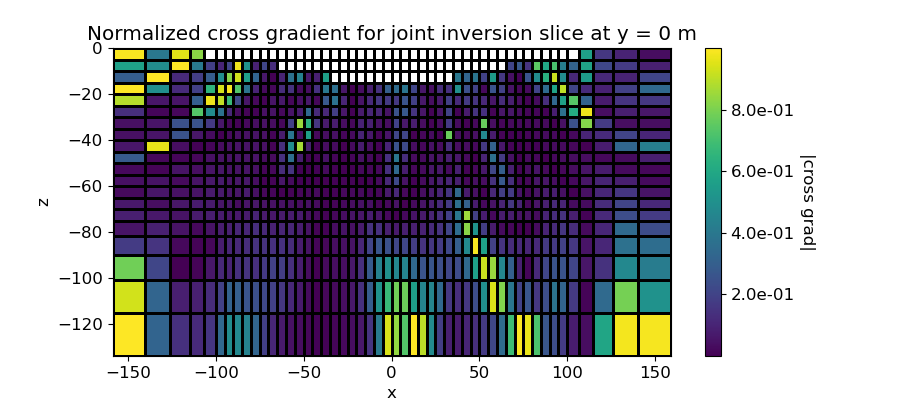 Normalized cross gradient for joint inversion slice at y = 0 m
0
−20
−40
−60
−80
−100
−120
z
−150
−100
−50
0
50
100
150
x
8.0e-01
6.0e-01
4.0e-01
2.0e-01
|cross grad|